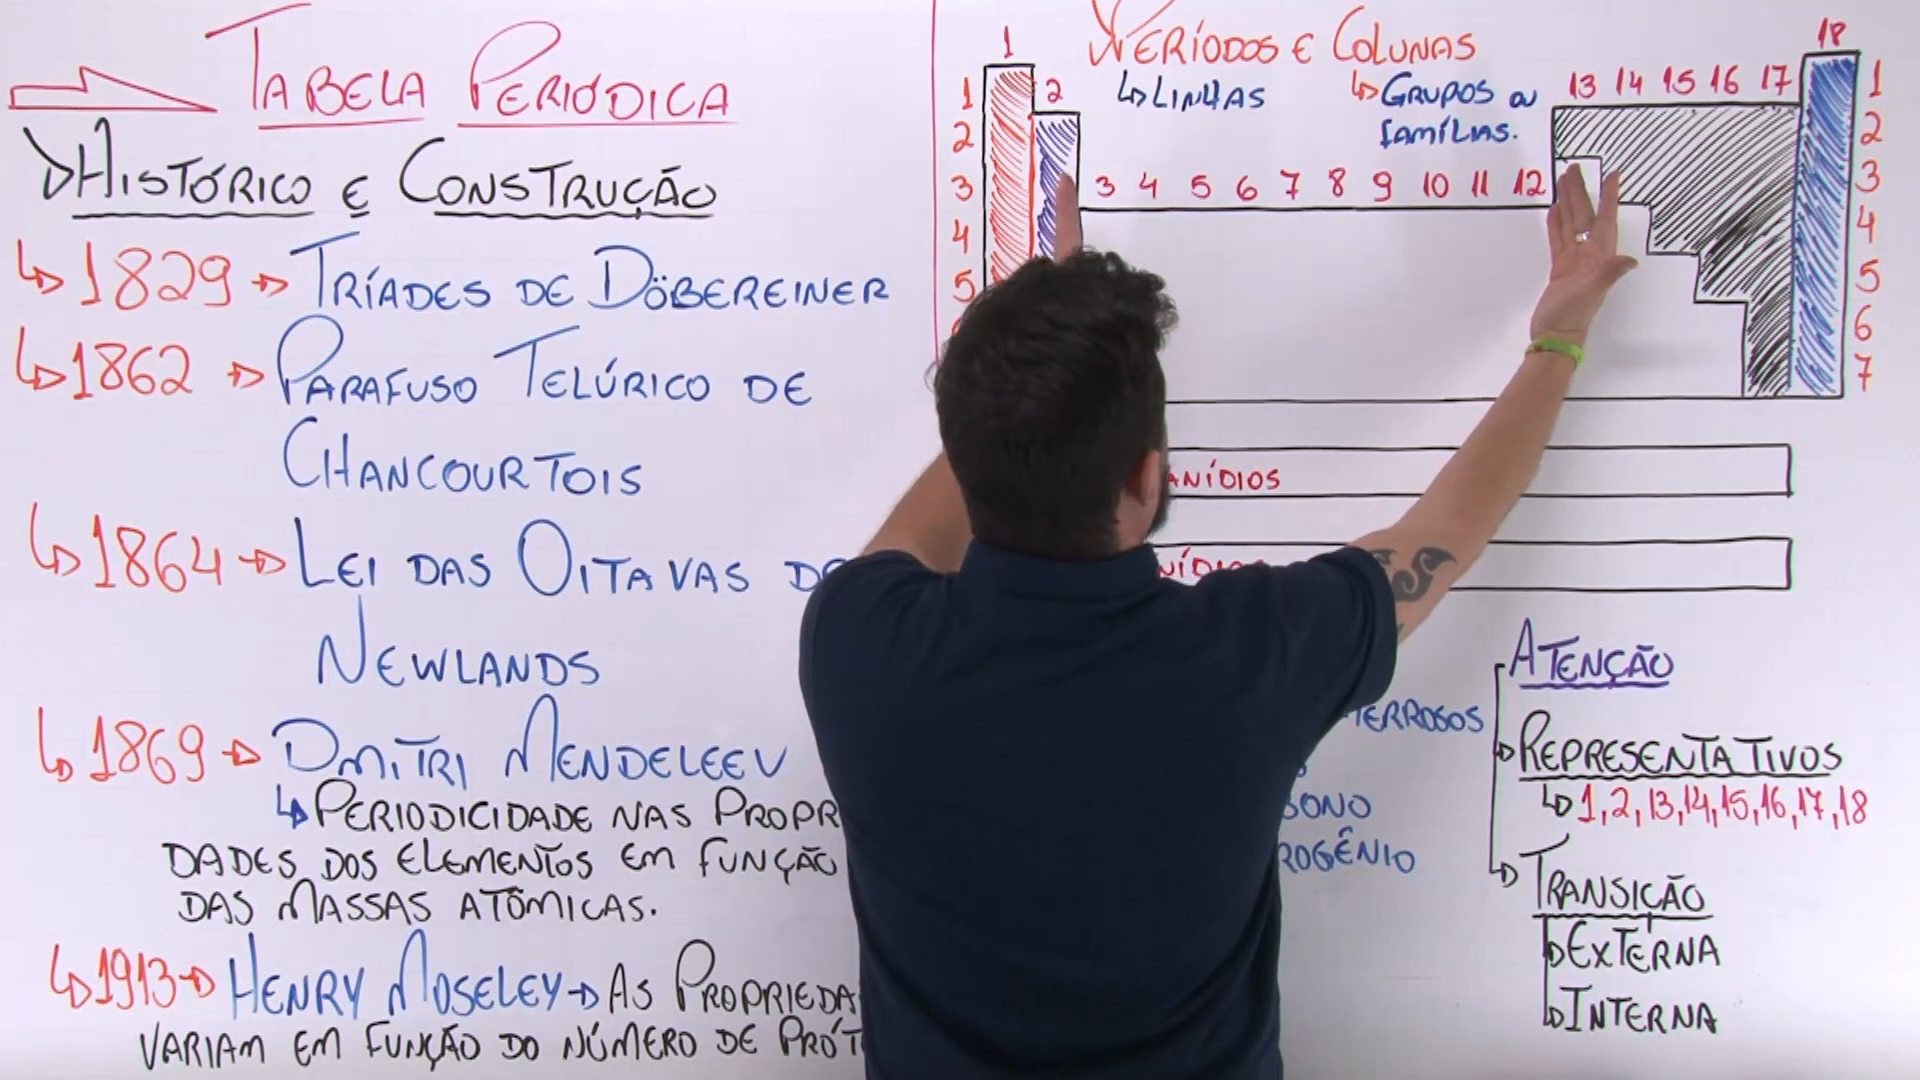 TABELA PERIÓDICA
HISTÓRICO E CONSTRUÇÃO
1829 → TRÍADES DE DÖBEREINER
1862 → PARAFUSO TELÚRICO DE
CHANCOURTOIS
1864 → LEI DAS OITAVAS
NEWLANDS
1869 → DMITRI MENDELEEV
PERIODICIDADE NAS PROPR
DADES DOS ELEMENTOS EM FUNÇÃO
DAS MASSAS ATÔMICAS.
1913 → HENRY MOSELEY → AS PROPRIEDA
VARIAM EM FUNÇÃO DO NÚMERO DE PRÓT
PERÍODOS E COLUNAS
LINHAS
GRUPOS OU
FAMÍLIAS.
1 18
2 13 14 15 16 17
3 4 5 6 7 8 9 10 11 12
1
2
3
4
5
1
2
3
4
5
6
7
ANÍDIOS
NÍDIOS
TERROSOS
BONO
ROGÊNIO
ATENÇÃO
REPRESENTATIVOS
1, 2, 13, 14, 15, 16, 17, 18
TRANSIÇÃO
EXTERNA
INTERNA